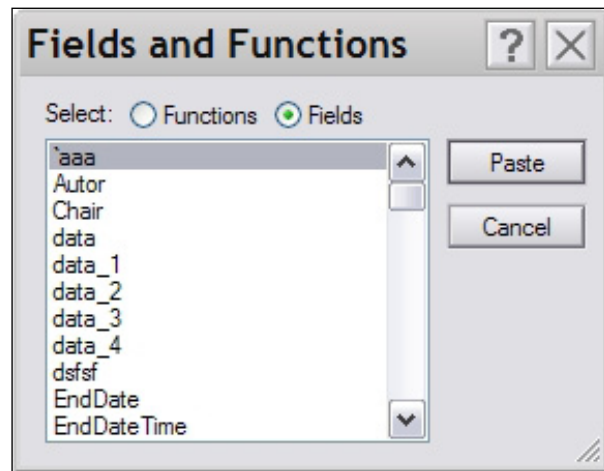 Fields and Functions ?
Select: Functions Fields
`aaa
Autor
Chair
data
data_1
data_2
data_3
data_4
dsfsf
EndDate
EndDateTime
Paste
Cancel